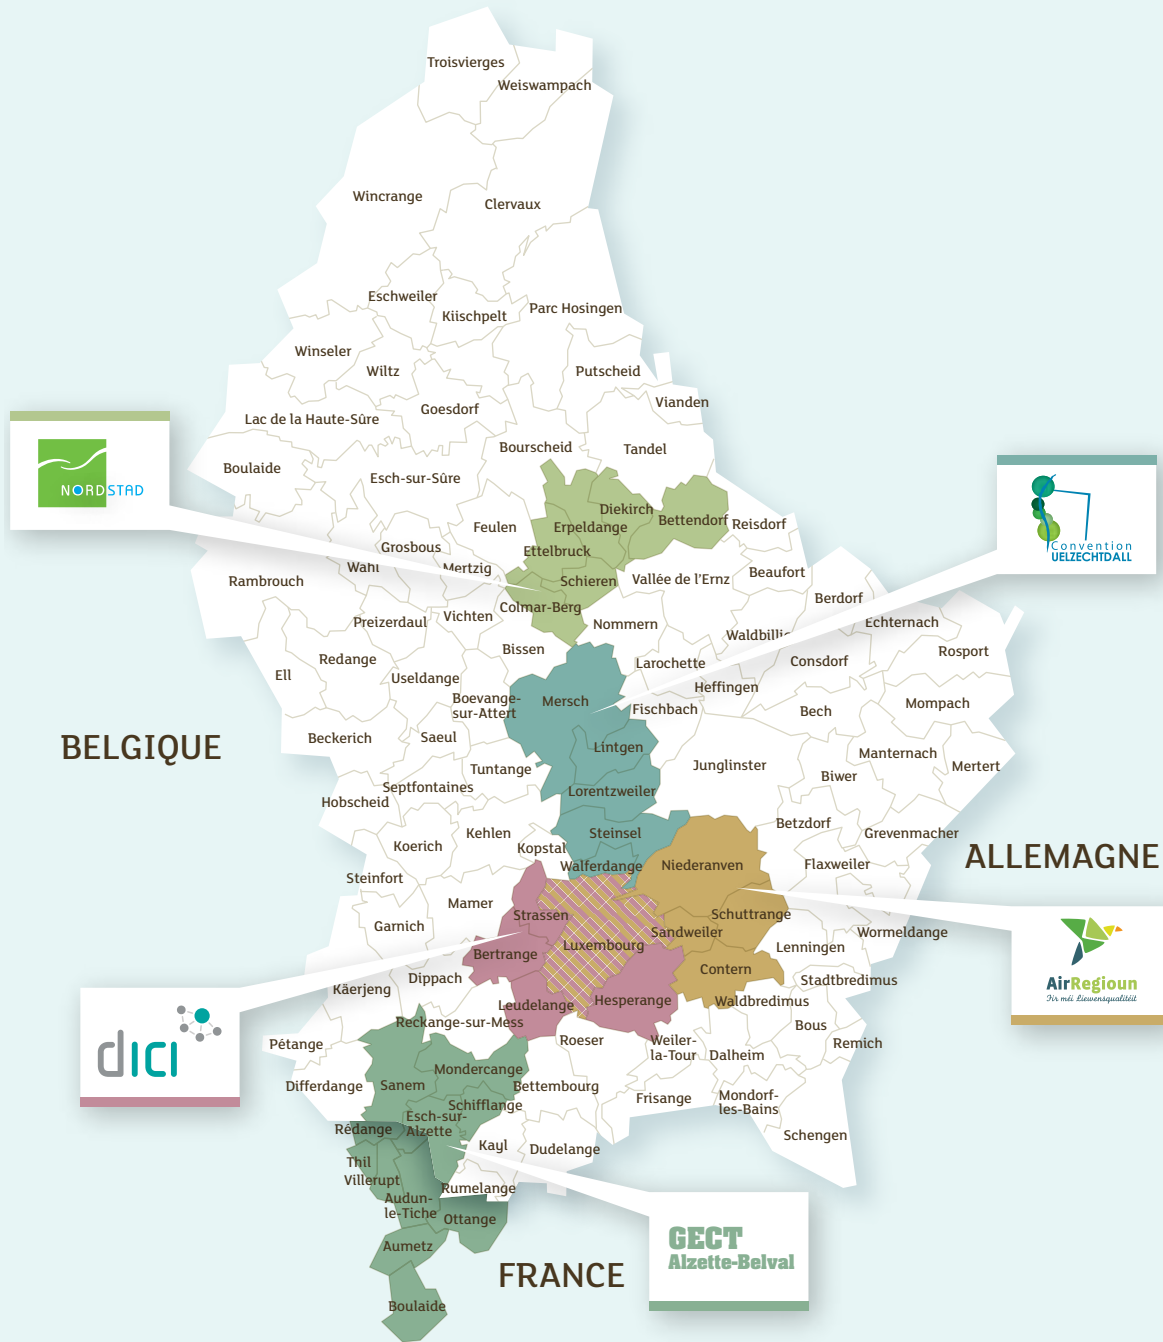 Troisvierges
Weiswampach
Wincrange
Clervaux
Eschweiler
Kiischpelt
Parc Hosingen
Winseler
Wiltz
Putscheid
Goesdorf
Vianden
Lac de la Haute-Sûre
Bourscheid
Tandel
Boulaide
Esch-sur-Sûre
NORDSTAD
Diekirch
Bettendorf
Reisdorf
Feulen
Erpeldange
Ettelbruck
Grosbous
Convention
UELZECHTDALL
Wahl
Mertzig
Rambrouch
Schieren
Vallée de l'Ernz
Beaufort
Berdorf
Colmar-Berg
Preizerdaul
Vichten
Nommern
Waldbillig
Echternach
Bissen
Redange
Larochette
Consdorf
Rosport
Ell
Useldange
Heffingen
Boevange-
sur-Attert
Mersch
Fischbach
Bech
Mompach
Beckerich
Saeul
BELGIQUE
Lintgen
Manternach
Mertert
Tuntange
Junglinster
Biwer
Septfontaines
Lorentzweiler
Hobscheid
Betzdorf
Grevenmacher
Kehlen
Steinsel
Koerich
Kopstal
ALLEMAGNE
Walferdange
Niederanven
Flaxweiler
Steinfort
Mamer
Strassen
Schuttrange
Garnich
Sandweiler
Wormeldange
Luxembourg
Lenningen
Bertrange
Contern
Dippach
Stadtbredimus
Käerjeng
AirRegioun
Fir méi Liewensqualitéit
Leudelange
Hesperange
Waldbredimus
Reckange-sur-Mess
Bous
Roeser
Weiler-
la-Tour
Remich
Pétange
dici
Dalheim
Mondercange
Differdange
Sanem
Bettembourg
Frisange
Mondorf-
les-Bains
Schifflange
Esch-sur-
Alzette
Rédange
Schengen
Kayl
Dudelange
Thil
Villerupt
Rumelange
Audun-
le-Tiche
Ottange
GECT
Alzette-Belval
Aumetz
FRANCE
Boulaide